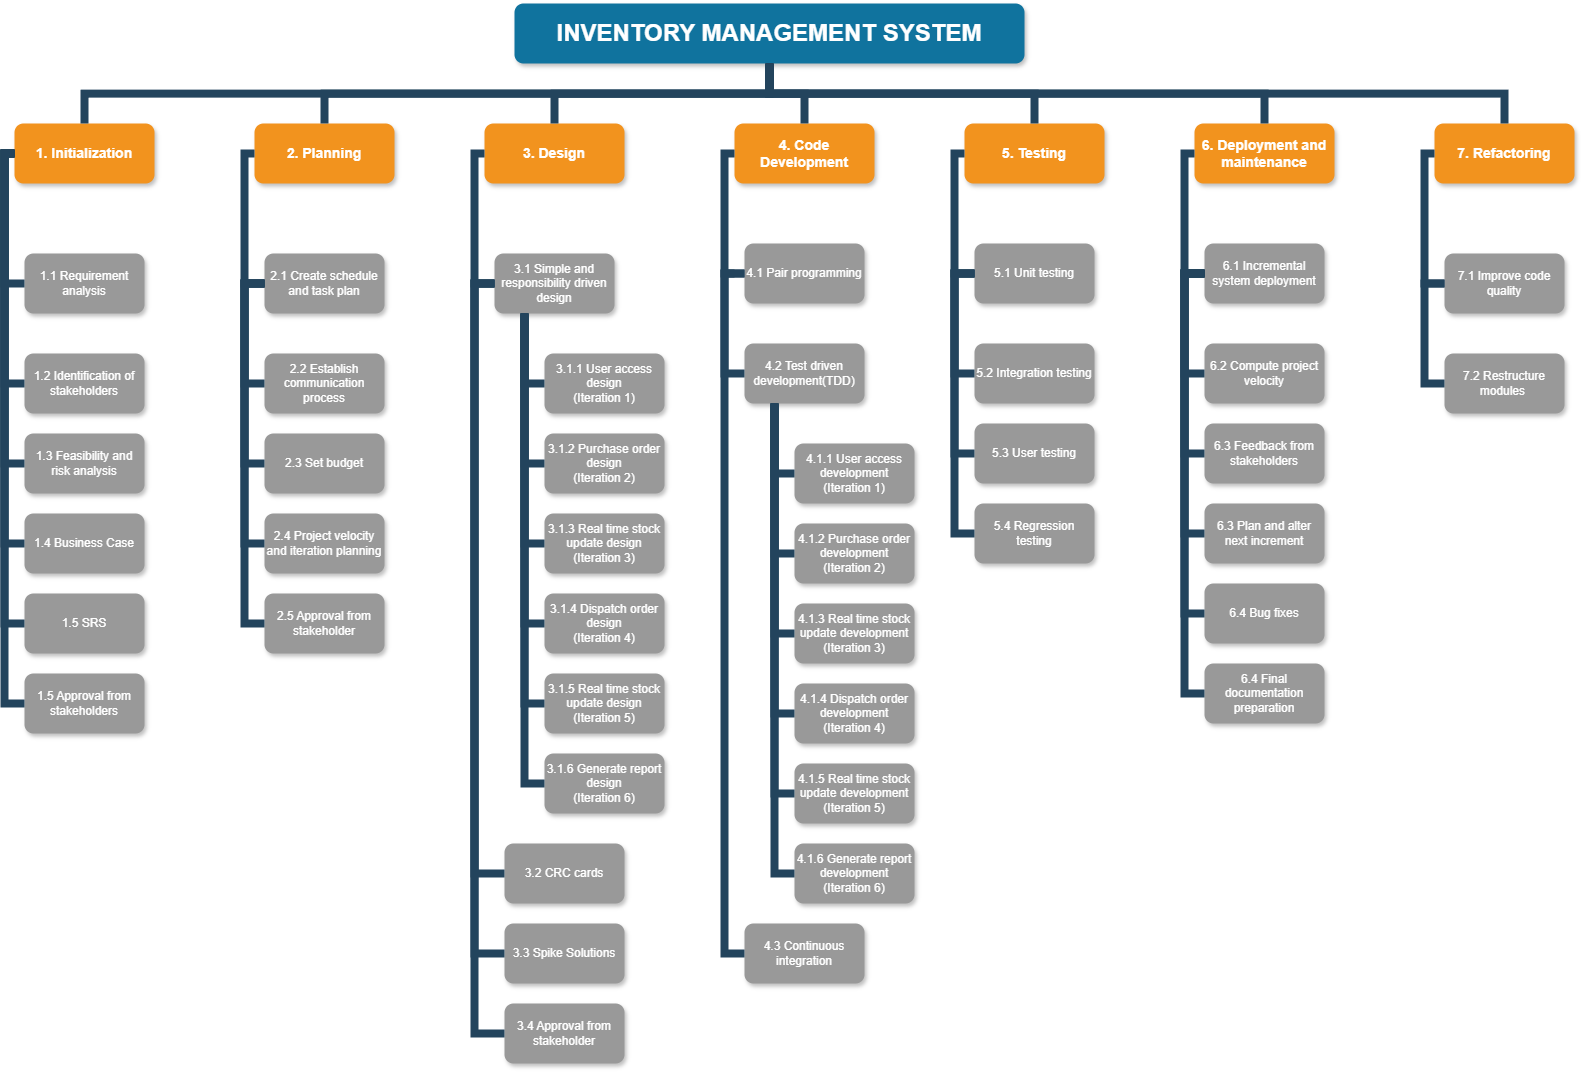 INVENTORY MANAGEMENT SYSTEM
1. Initialization
1.1 Requirement
analysis
1.2 Identification of
stakeholders
1.3 Feasibility and
risk analysis
1.4 Business Case
1.5 SRS
1.5 Approval from
stakeholders
2. Planning
2.1 Create schedule
and task plan
2.2 Establish
communication
process
2.3 Set budget
2.4 Project velocity
and iteration planning
2.5 Approval from
stakeholder
3. Design
3.1 Simple and
responsibility driven
design
3.1.1 User access
design
(Iteration 1)
3.1.2 Purchase order
design
(Iteration 2)
3.1.3 Real time stock
update design
(Iteration 3)
3.1.4 Dispatch order
design
(Iteration 4)
3.1.5 Real time stock
update design
(Iteration 5)
3.1.6 Generate report
design
(Iteration 6)
3.2 CRC cards
3.3 Spike Solutions
3.4 Approval from
stakeholder
4. Code
Development
4.1 Pair programming
4.2 Test driven
development(TDD)
4.1.1 User access
development
(Iteration 1)
4.1.2 Purchase order
development
(Iteration 2)
4.1.3 Real time stock
update development
(Iteration 3)
4.1.4 Dispatch order
development
(Iteration 4)
4.1.5 Real time stock
update development
(Iteration 5)
4.1.6 Generate report
development
(Iteration 6)
4.3 Continuous
integration
5. Testing
5.1 Unit testing
5.2 Integration testing
5.3 User testing
5.4 Regression
testing
6. Deployment and
maintenance
6.1 Incremental
system deployment
6.2 Compute project
velocity
6.3 Feedback from
stakeholders
6.3 Plan and alter
next increment
6.4 Bug fixes
6.4 Final
documentation
preparation
7. Refactoring
7.1 Improve code
quality
7.2 Restructure
modules